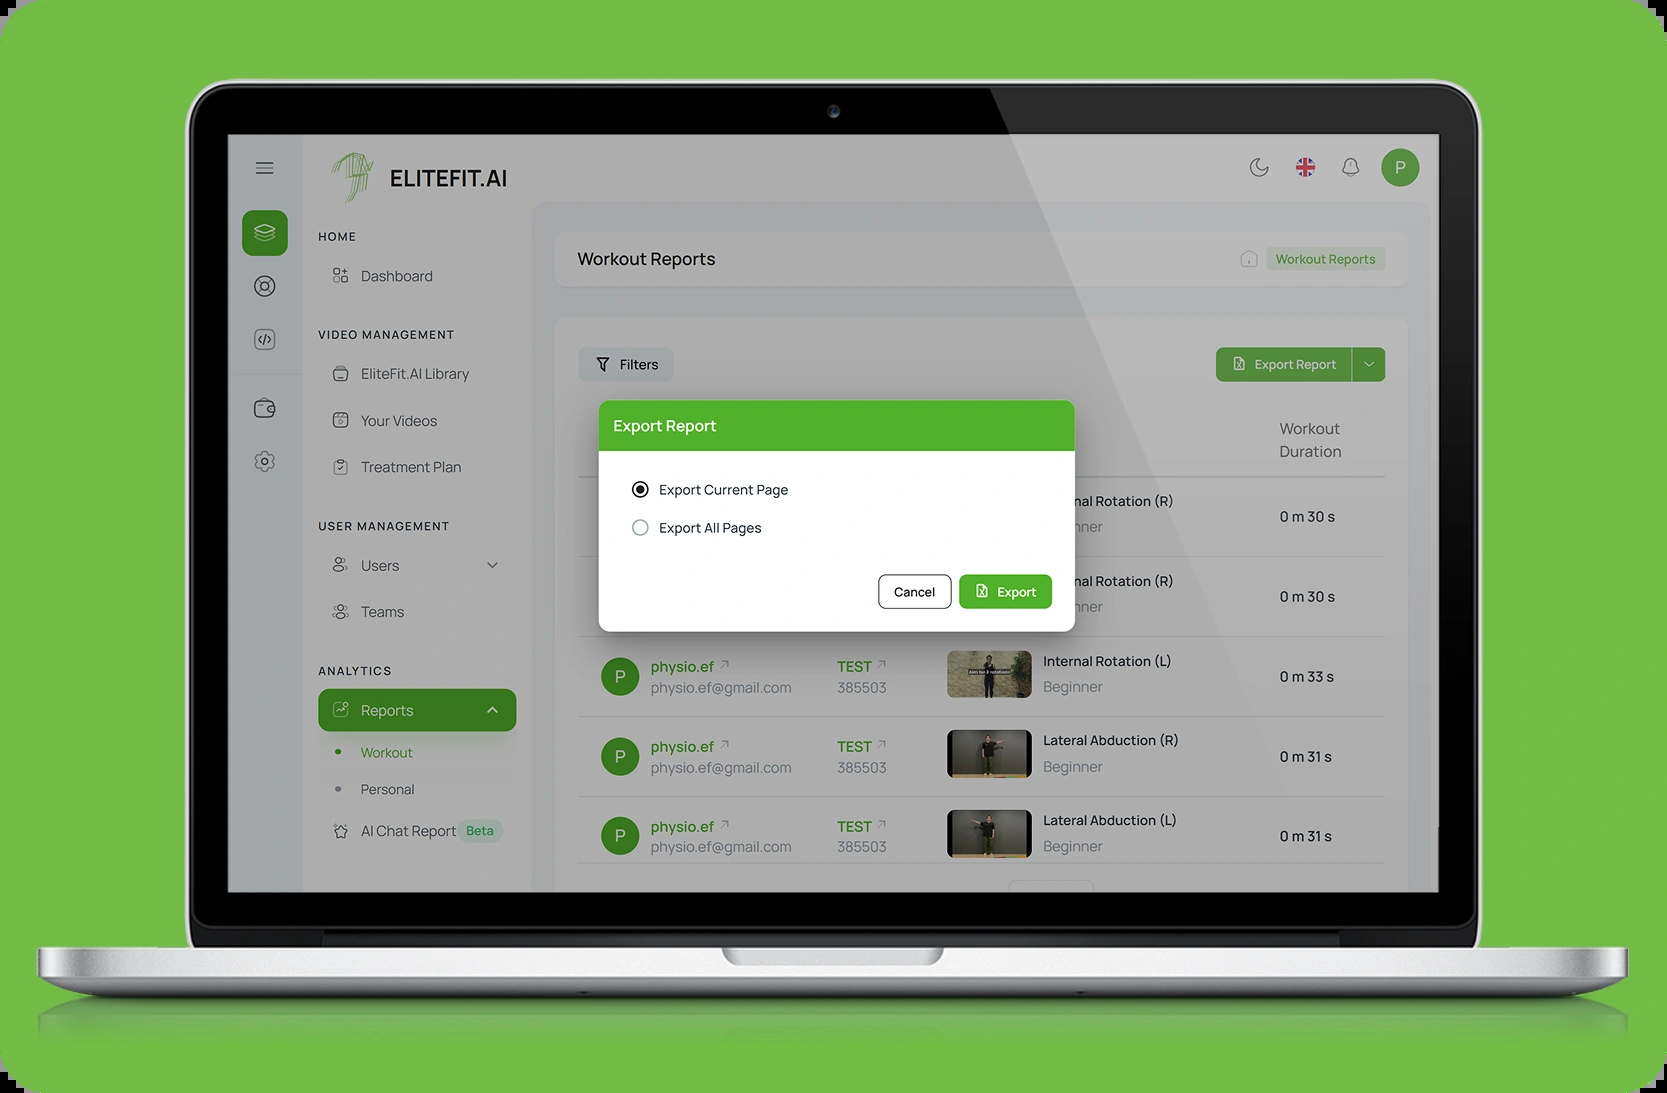 ELITEFIT.AI
P
HOME
Dashboard
VIDEO MANAGEMENT
EliteFit.AI Library
Your Videos
Treatment Plan
USER MANAGEMENT
Users
Teams
ANALYTICS
Reports
Workout
Personal
AI Chat Report Beta
Workout Reports
Workout Reports
Filters
Export Report
Workout
Duration
Export Report
Export Current Page
Export All Pages
Cancel
Export
nal Rotation (R)
nner
0 m 30 s
nal Rotation (R)
nner
0 m 30 s
P
physio.ef
physio.ef@gmail.com
TEST
385503
Internal Rotation (L)
Beginner
0 m 33 s
P
physio.ef
physio.ef@gmail.com
TEST
385503
Lateral Abduction (R)
Beginner
0 m 31 s
P
physio.ef
physio.ef@gmail.com
TEST
385503
Lateral Abduction (L)
Beginner
0 m 31 s